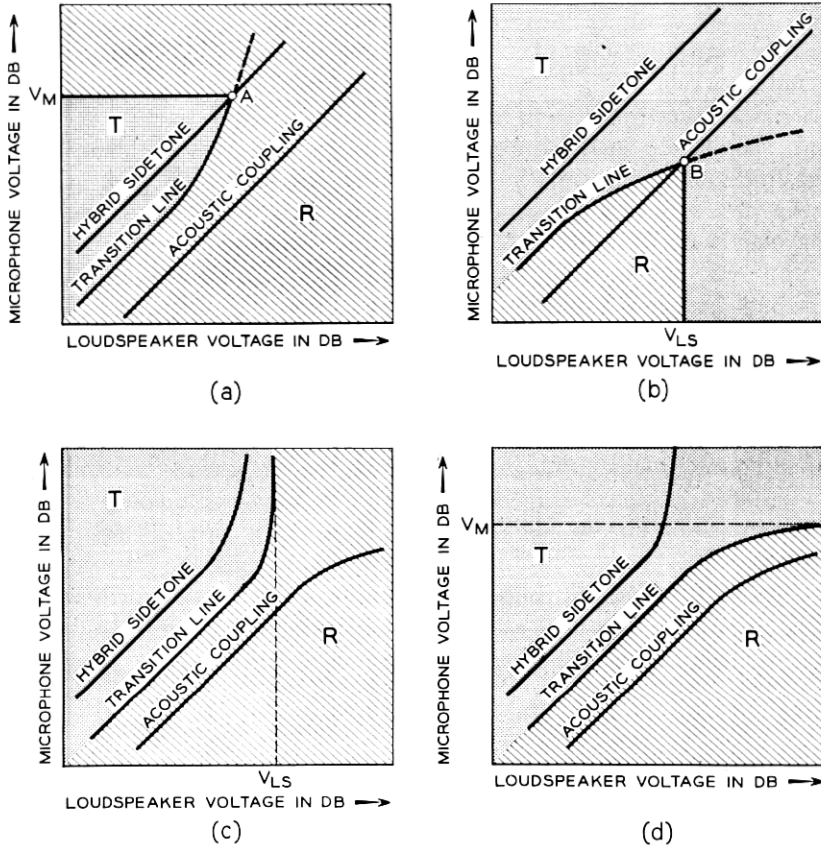 MICROPHONE VOLTAGE IN DB
V_M
T
HYBRID SIDETONE
TRANSITION LINE
ACOUSTIC COUPLING
A
R
LOUDSPEAKER VOLTAGE IN DB
(a)
MICROPHONE VOLTAGE IN DB
T
HYBRID SIDETONE
TRANSITION LINE
ACOUSTIC COUPLING
B
R
V_LS
LOUDSPEAKER VOLTAGE IN DB
(b)
MICROPHONE VOLTAGE IN DB
T
HYBRID SIDETONE
TRANSITION LINE
ACOUSTIC COUPLING
R
V_LS
LOUDSPEAKER VOLTAGE IN DB
(c)
MICROPHONE VOLTAGE IN DB
V_M
T
HYBRID SIDETONE
TRANSITION LINE
ACOUSTIC COUPLING
R
LOUDSPEAKER VOLTAGE IN DB
(d)